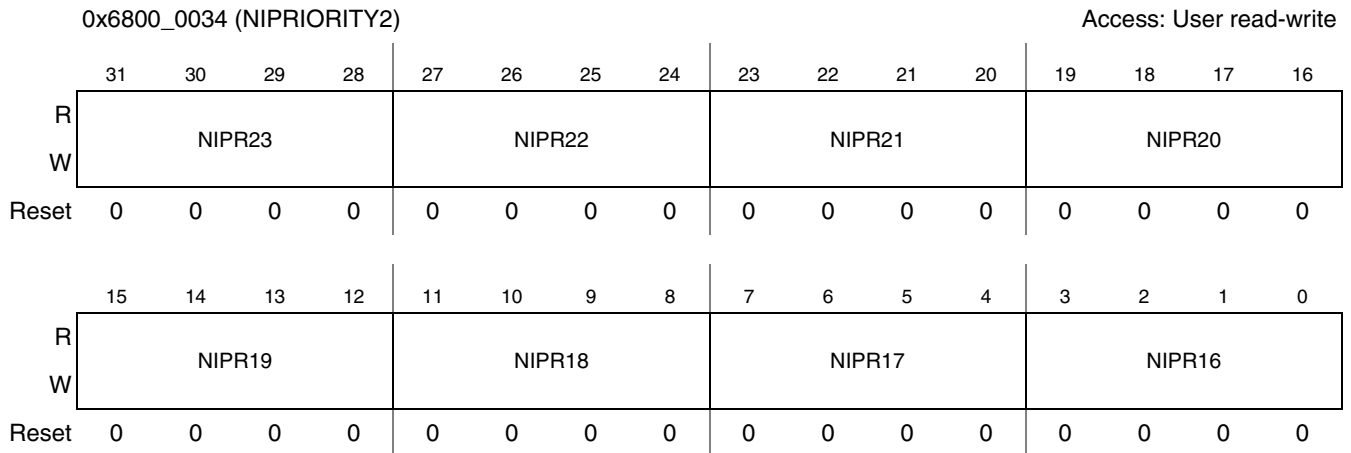 0x6800_0034 (NIPRIORITY2) Access: User read-write
31 30 29 28 27 26 25 24 23 22 21 20 19 18 17 16
R
NIPR23 NIPR22 NIPR21 NIPR20
W
Reset 0 0 0 0 0 0 0 0 0 0 0 0 0 0 0 0
15 14 13 12 11 10 9 8 7 6 5 4 3 2 1 0
R
NIPR19 NIPR18 NIPR17 NIPR16
W
Reset 0 0 0 0 0 0 0 0 0 0 0 0 0 0 0 0